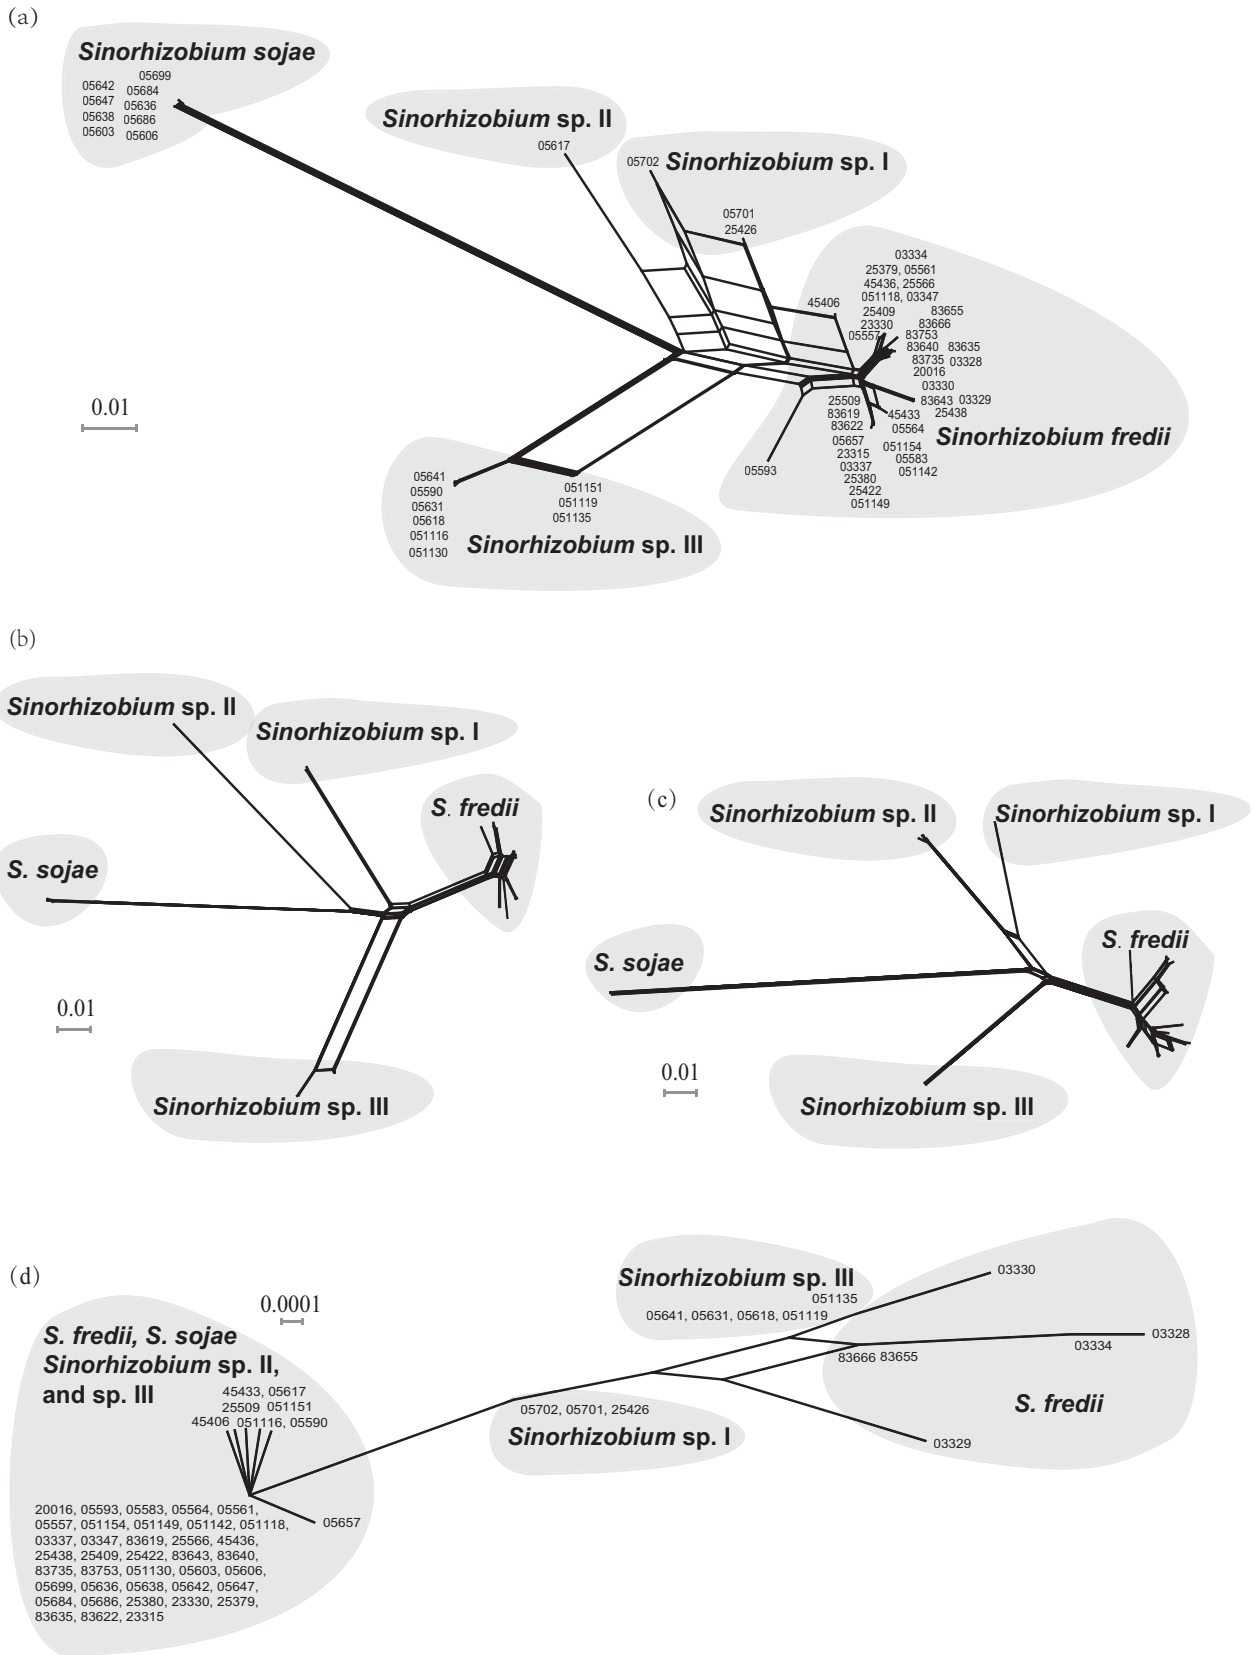 (a)
Sinorhizobium sojae
05699
05642
05684
05647
05636
05638
05686
05603
05606
Sinorhizobium sp. II
05617
05702
Sinorhizobium sp. I
05701
25426
03334
25379, 05561
45436, 25566
051118, 03347
45406
25409
83655
23330
83666
05557
83753
83640
83635
83735
03328
20016
03330
83643
03329
25438
25509
83619
45433
83622
05564
Sinorhizobium fredii
05657
051154
23315
05583
03337
051142
25380
25422
051149
05593
0.01
05641
05590
05631
05618
051116
051130
051151
051119
051135
Sinorhizobium sp. III
(b)
Sinorhizobium sp. II
Sinorhizobium sp. I
S. fredii
S. sojae
0.01
Sinorhizobium sp. III
(c)
Sinorhizobium sp. II
Sinorhizobium sp. I
S. fredii
S. sojae
0.01
Sinorhizobium sp. III
(d)
0.0001
S. fredii, S. sojae
Sinorhizobium sp. II,
and sp. III
45433, 05617
25509 051151
45406 051116, 05590
05657
20016, 05593, 05583, 05564, 05561,
05557, 051154, 051149, 051142, 051118,
03337, 03347, 83619, 25566, 45436,
25438, 25409, 25422, 83643, 83640,
83735, 83753, 051130, 05603, 05606,
05699, 05636, 05638, 05642, 05647,
05684, 05686, 25380, 23330, 25379,
83635, 83622, 23315
Sinorhizobium sp. III
051135
05641, 05631, 05618, 051119
05702, 05701, 25426
Sinorhizobium sp. I
03330
03328
03334
83666 83655
S. fredii
03329